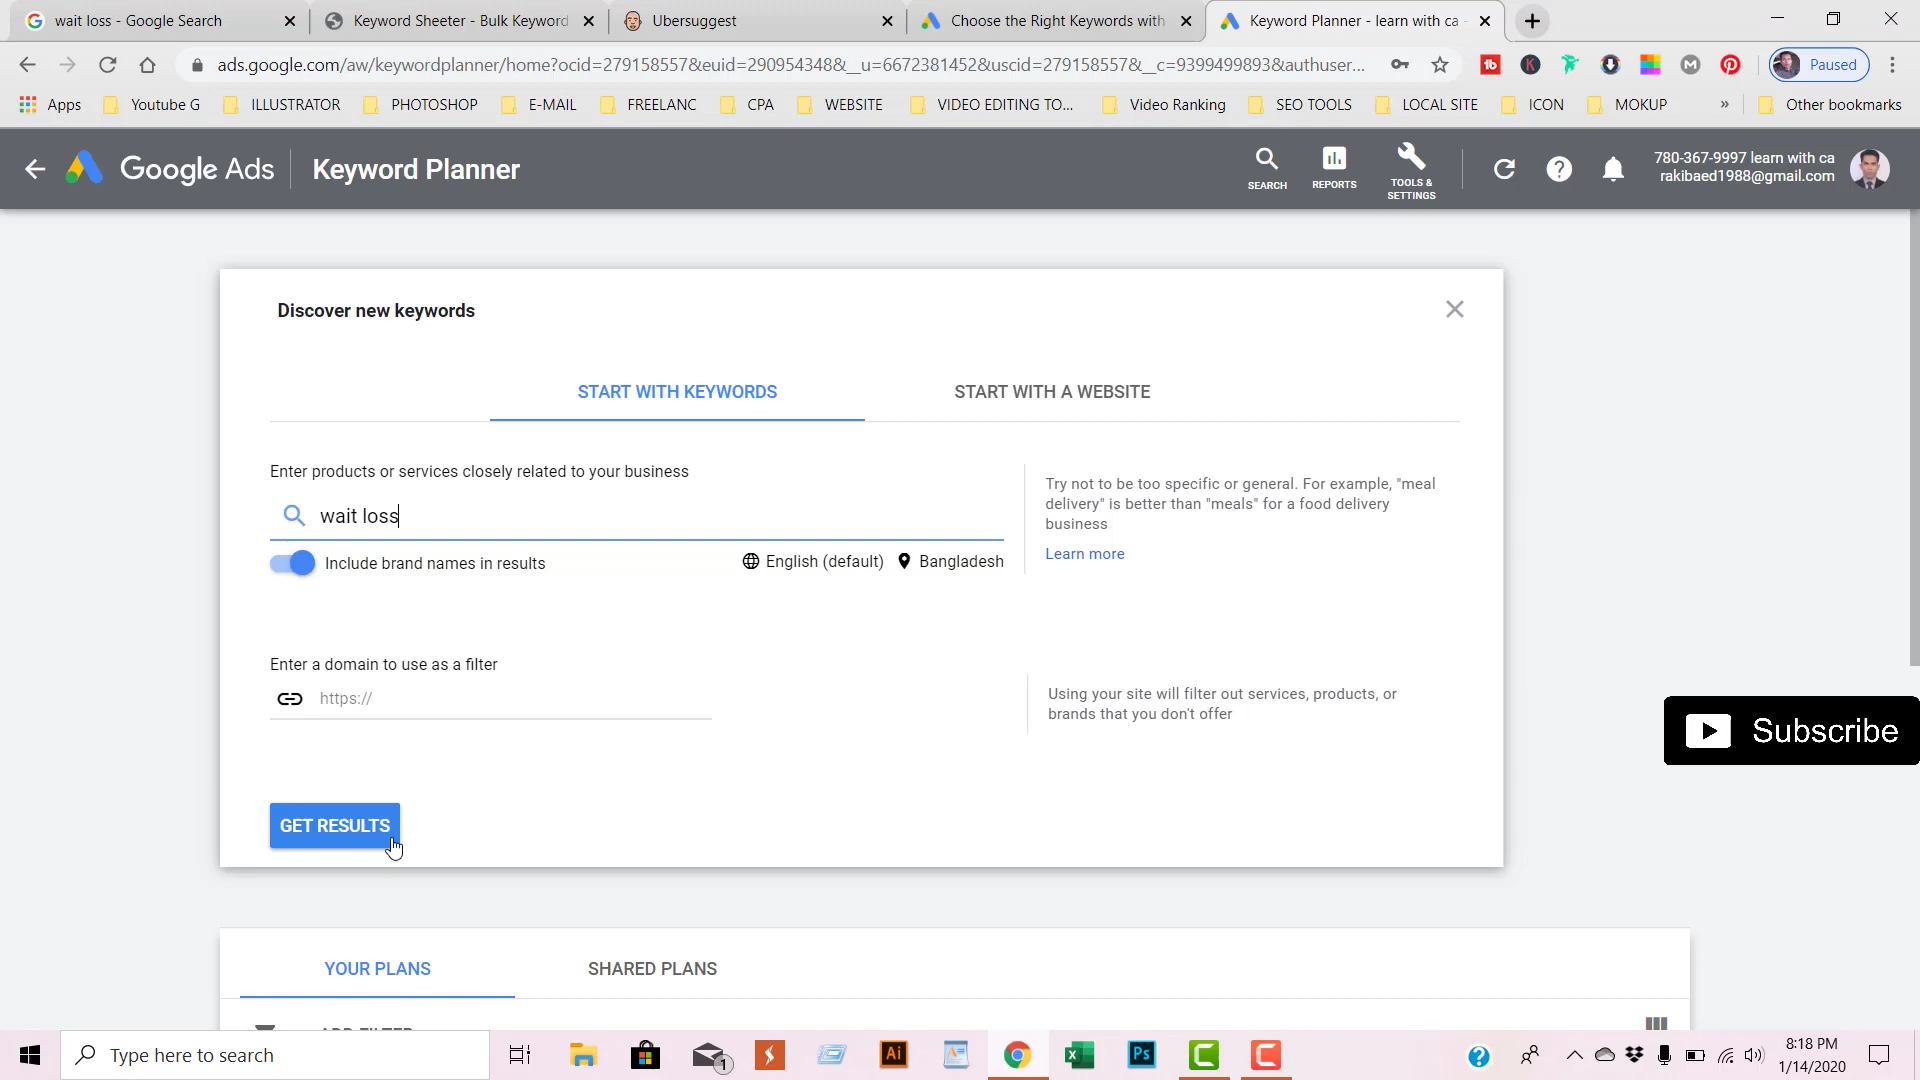 wait loss - Google Search
Keyword Sheeter - Bulk Keyword
Ubersuggest
Choose the Right Keywords with
Keyword Planner - learn with ca -
ads.google.com/aw/keywordplanner/home?ocid=279158557&euid=290954348&__u=6672381452&uscid=279158557&__c=9399499893&authuser...
Paused
Apps
Youtube G
ILLUSTRATOR
PHOTOSHOP
E-MAIL
FREELANC
CPA
WEBSITE
VIDEO EDITING TO...
Video Ranking
SEO TOOLS
LOCAL SITE
ICON
MOKUP
»
Other bookmarks
Google Ads
Keyword Planner
SEARCH
REPORTS
TOOLS &
SETTINGS
780-367-9997 learn with ca
rakibaed1988@gmail.com
Discover new keywords
START WITH KEYWORDS
START WITH A WEBSITE
Enter products or services closely related to your business
wait loss
Include brand names in results
English (default)
Bangladesh
Try not to be too specific or general. For example, "meal
delivery" is better than "meals" for a food delivery
business
Learn more
Enter a domain to use as a filter
https://
Using your site will filter out services, products, or
brands that you don't offer
Subscribe
GET RESULTS
YOUR PLANS
SHARED PLANS
ADD FILTER
Type here to search
1
Ai
Ps
8:18 PM
1/14/2020